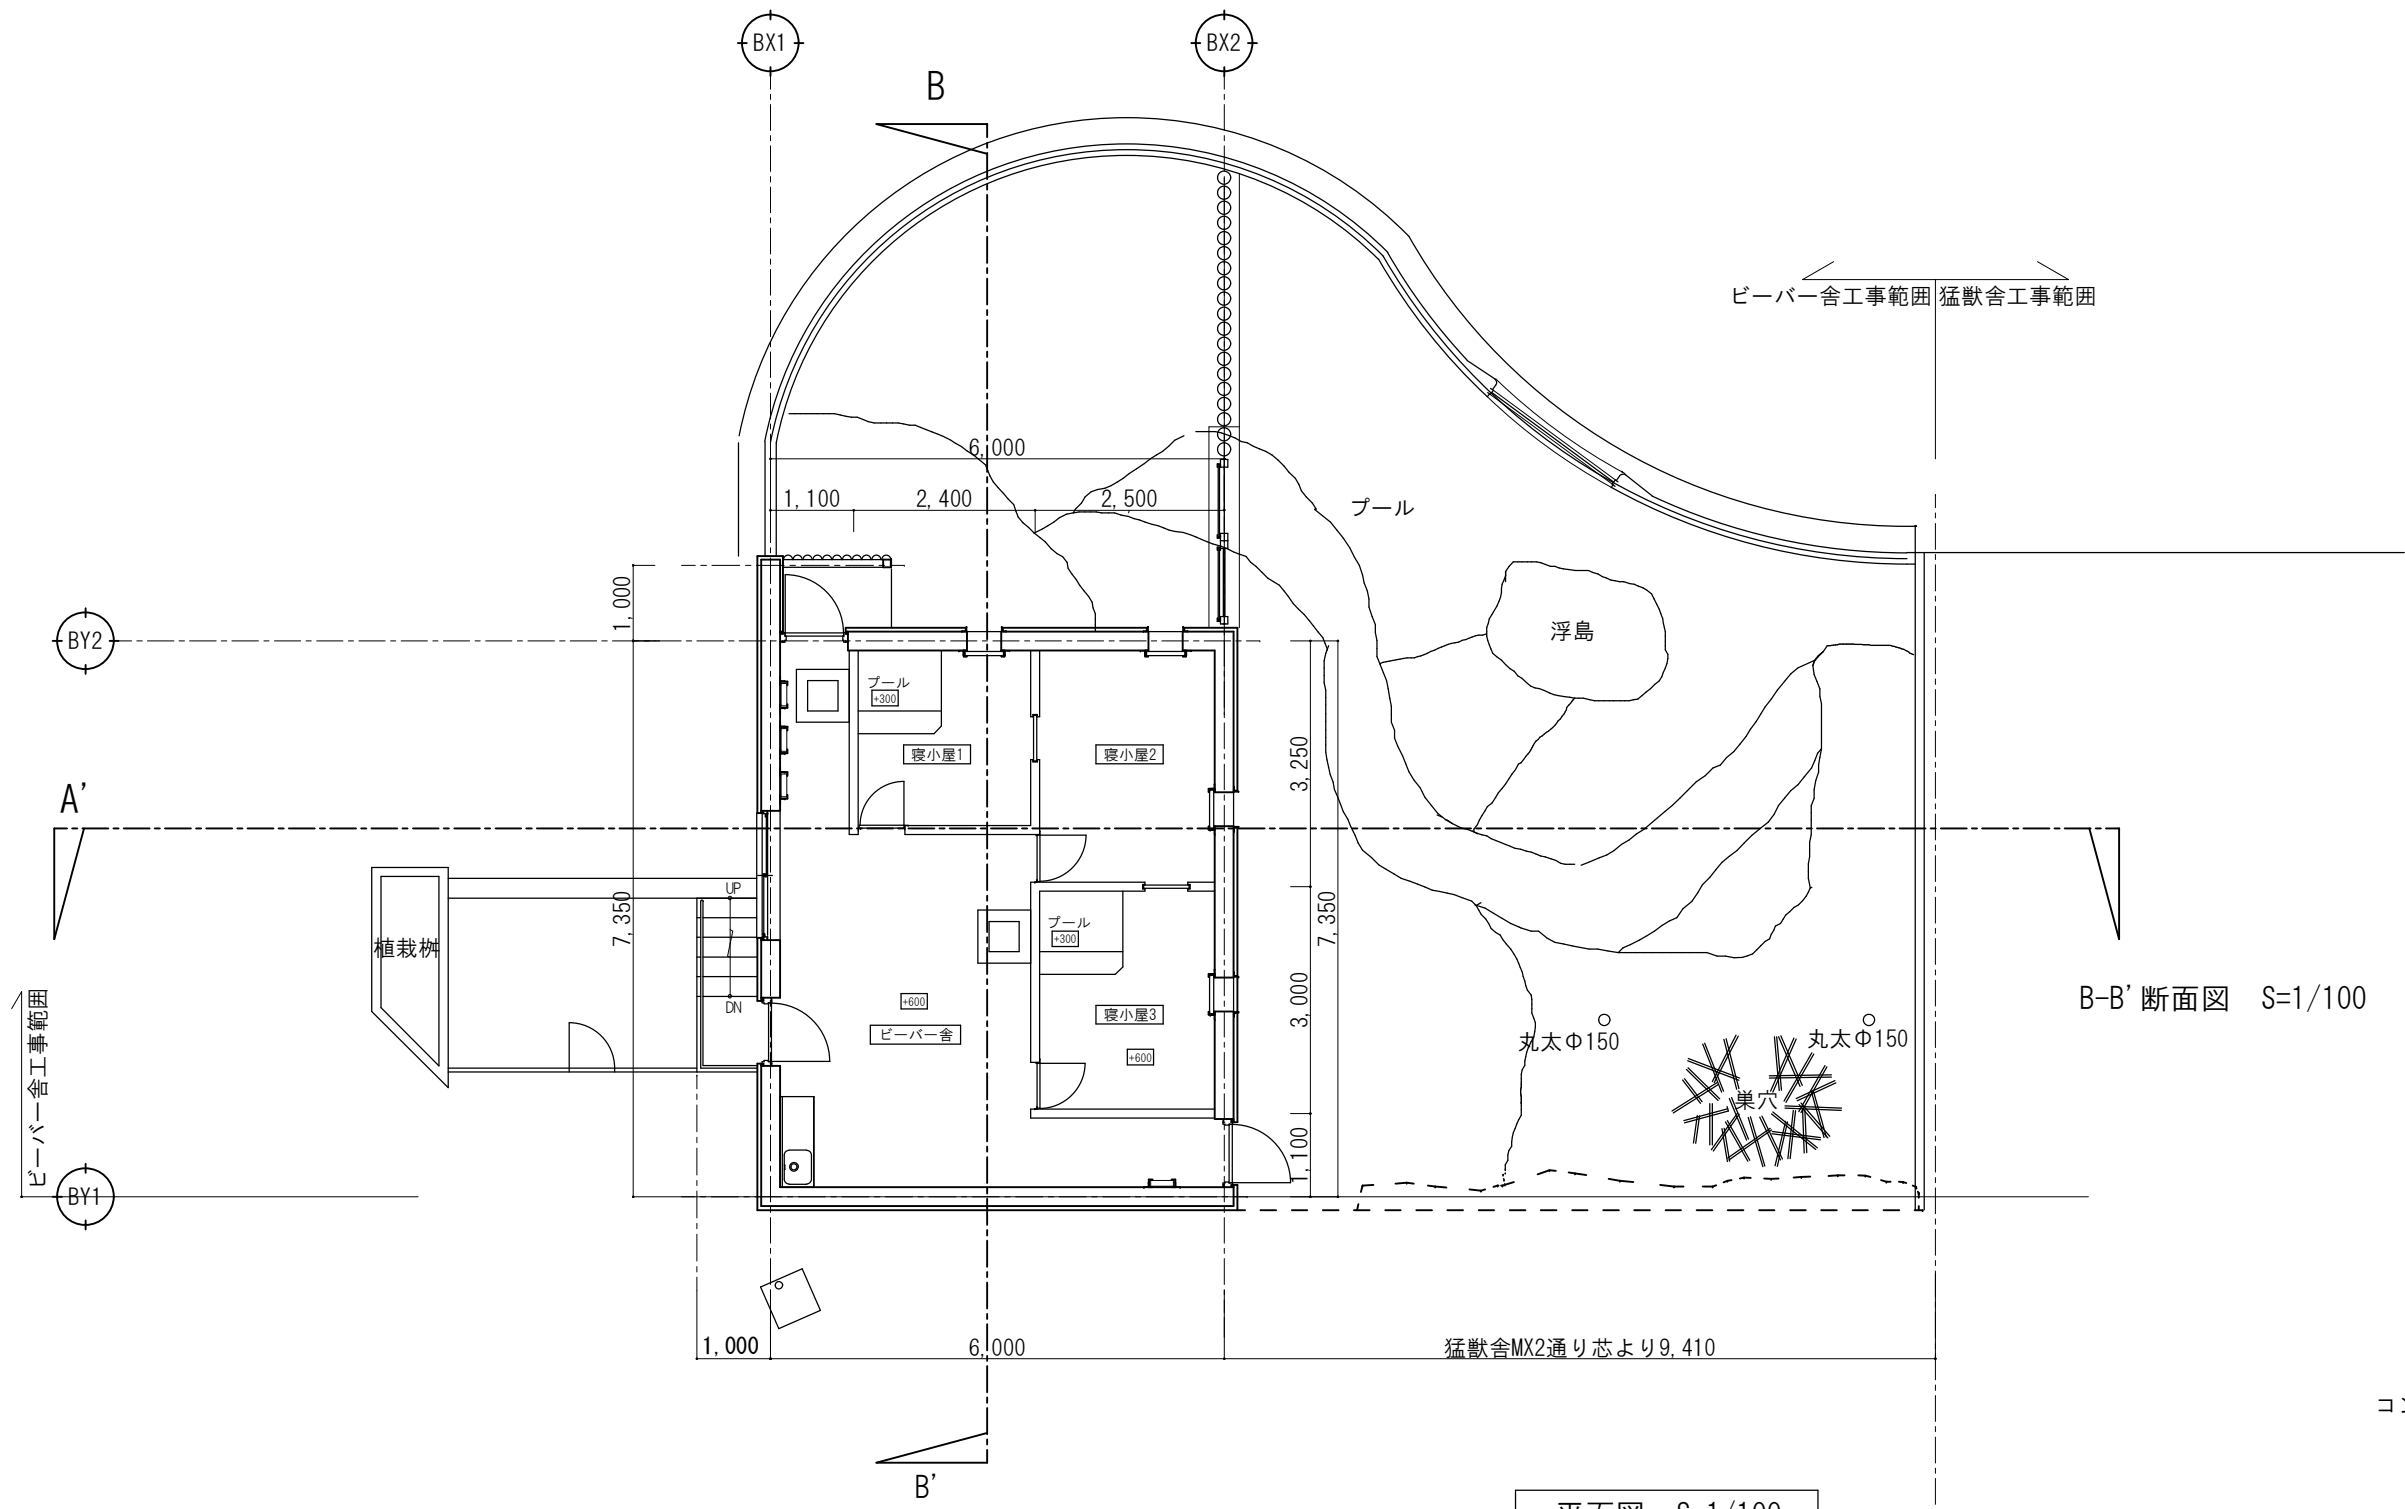 BX1
BX2
B
ビーバー舎工事範囲
猛獣舎工事範囲
6,000
1,100
2,400
2,500
プール
1,000
BY2
浮島
プール
+300
寝小屋1
寝小屋2
3,250
A'
UP
7,350
植栽桝
プール
+300
7,350
DN
+600
ビーバー舎
寝小屋3
3,000
+600
B-B'断面図 S=1/100
丸太Φ150
丸太Φ150
巣穴
ビーバー舎工事範囲
1,100
BY1
1,000
6,000
猛獣舎MX2通り芯より9,410
B'
平面図 S=1/100